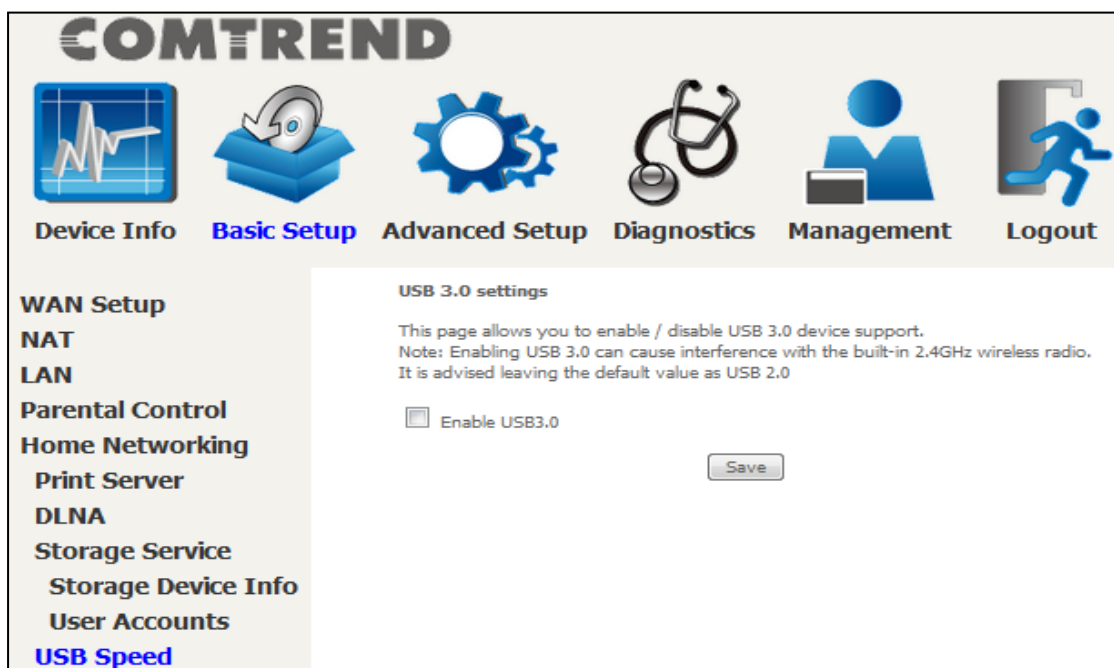 COMTREND
Device Info
Basic Setup
Advanced Setup
Diagnostics
Management
Logout
WAN Setup
NAT
LAN
Parental Control
Home Networking
Print Server
DLNA
Storage Service
Storage Device Info
User Accounts
USB Speed
USB 3.0 settings
This page allows you to enable / disable USB 3.0 device support.
Note: Enabling USB 3.0 can cause interference with the built-in 2.4GHz wireless radio.
It is advised leaving the default value as USB 2.0
Enable USB3.0
Save